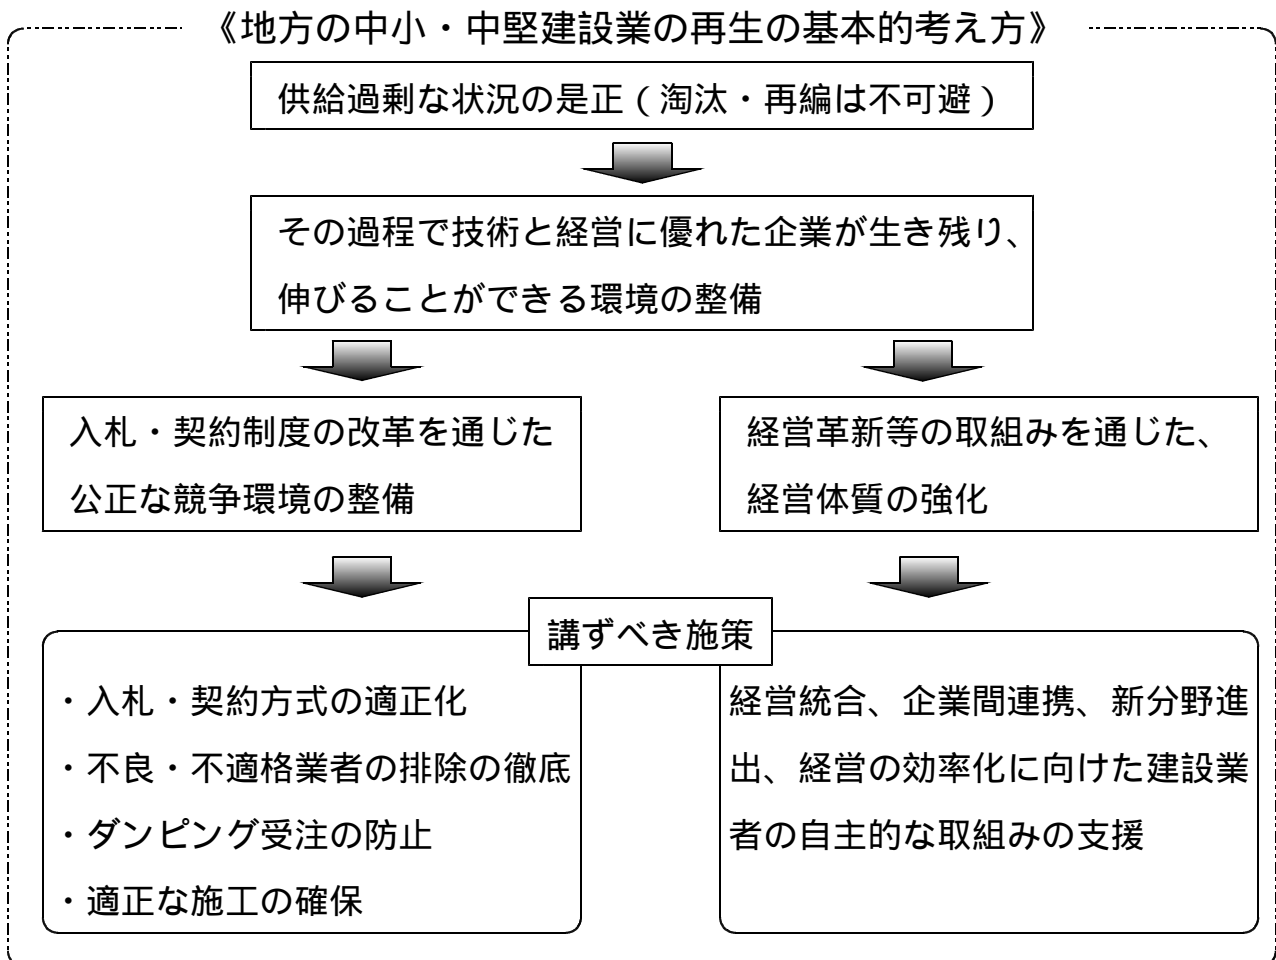 《地方の中小・中堅建設業の再生の基本的考え方》
供給過剰な状況の是正(淘汰・再編は不可避)
その過程で技術と経営に優れた企業が生き残り、
伸びることができる環境の整備
入札・契約制度の改革を通じた
公正な競争環境の整備
経営革新等の取組みを通じた、
経営体質の強化
講ずべき施策
・入札・契約方式の適正化
・不良・不適格業者の排除の徹底
・ダンピング受注の防止
・適正な施工の確保
経営統合、企業間連携、新分野進
出、経営の効率化に向けた建設業
者の自主的な取組みの支援